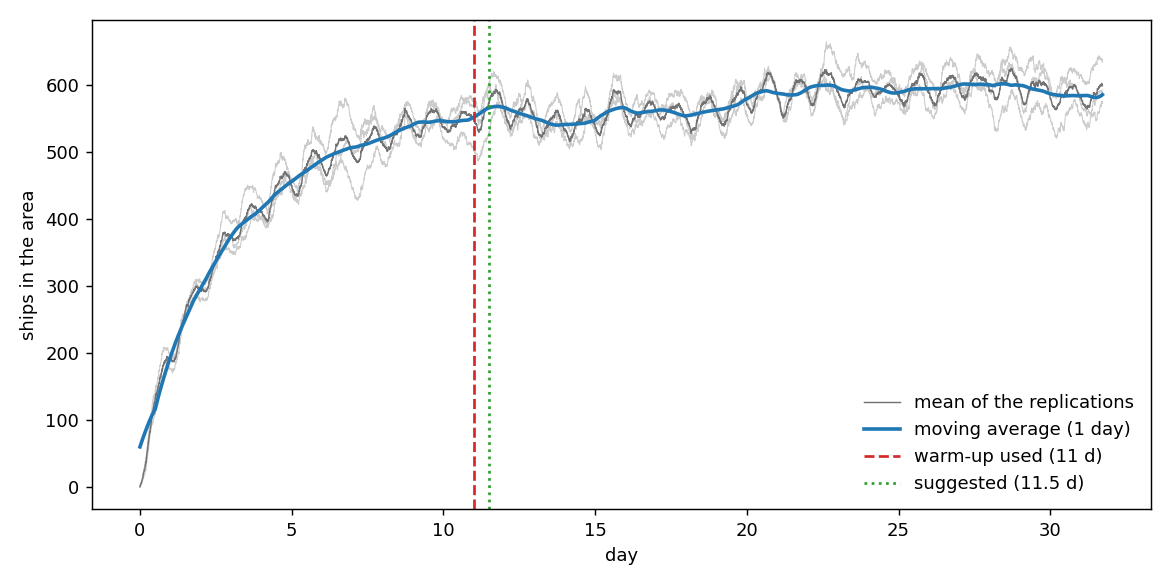 600
500
400
300
200
100
0
ships in the area
mean of the replications
moving average (1 day)
warm-up used (11 d)
suggested (11.5 d)
0 5 10 15 20 25 30
day